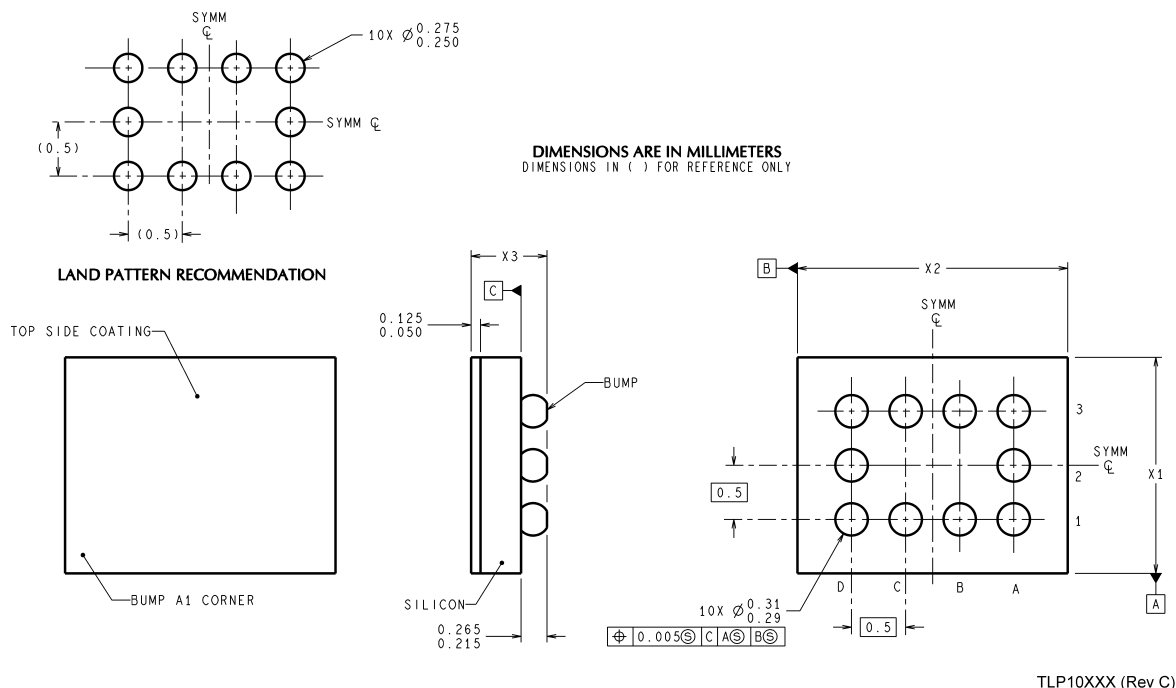 SYMM
℄
10X Ø 0.275
0.250
SYMM ℄
(0.5)
(0.5)
LAND PATTERN RECOMMENDATION
DIMENSIONS ARE IN MILLIMETERS
DIMENSIONS IN ( ) FOR REFERENCE ONLY
TOP SIDE COATING
BUMP A1 CORNER
X3
C
0.125
0.050
BUMP
SILICON
0.265
0.215
B
X2
SYMM
℄
3
SYMM
℄
2
X1
1
0.5
D C B A
A
10X Ø 0.31
0.29
0.5
⌖ 0.005Ⓢ C AⓈ BⓈ
TLP10XXX (Rev C)